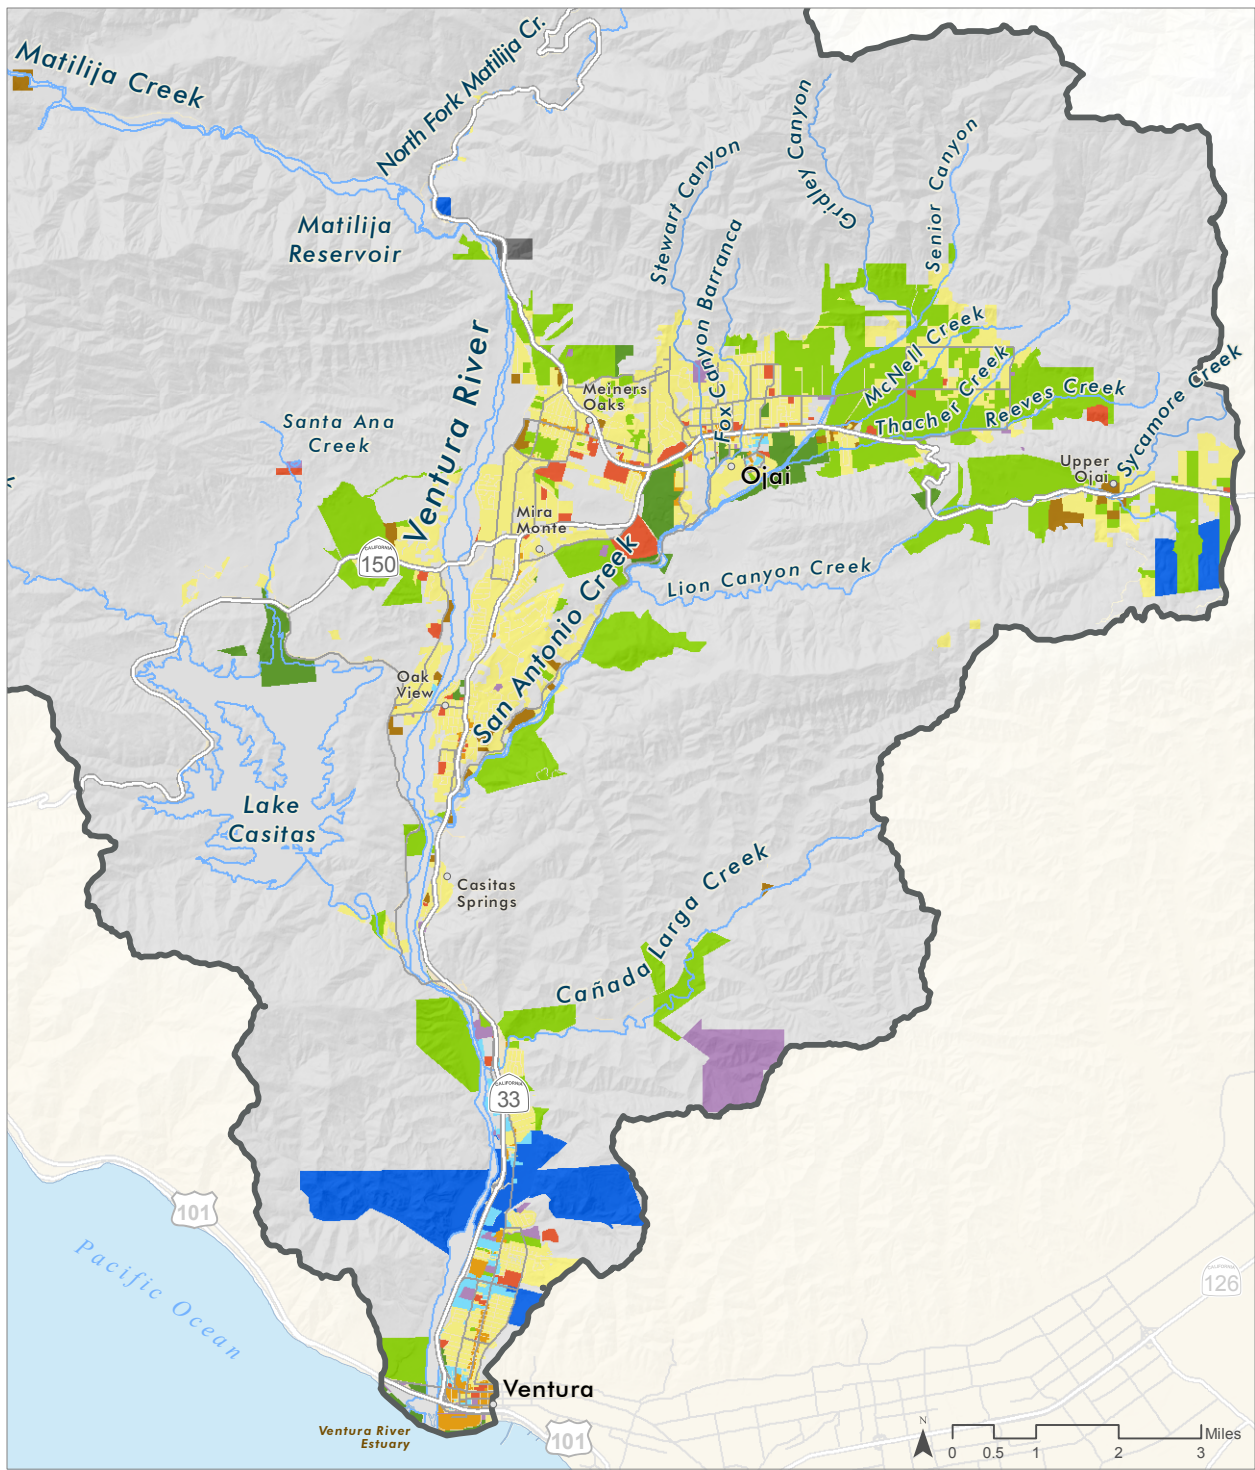 Matilija Creek
North Fork Matilija Cr.
Matilija
Reservoir
Stewart Canyon
Fox Canyon Barranca
Gridley Canyon
Senior Canyon
Ventura River
Santa Ana
Creek
Meiners
Oaks
McNell Creek
Thacher Creek
Reeves Creek
Sycamore Creek
Upper
Ojai
Ojai
Mira
Monte
CALIFORNIA
150
San Antonio Creek
Lion Canyon Creek
Oak
View
Lake
Casitas
Casitas
Springs
Cañada Larga Creek
CALIFORNIA
33
101
Pacific Ocean
CALIFORNIA
126
Ventura
Ventura River
Estuary
101
N
0 0.5 1 2 3 Miles